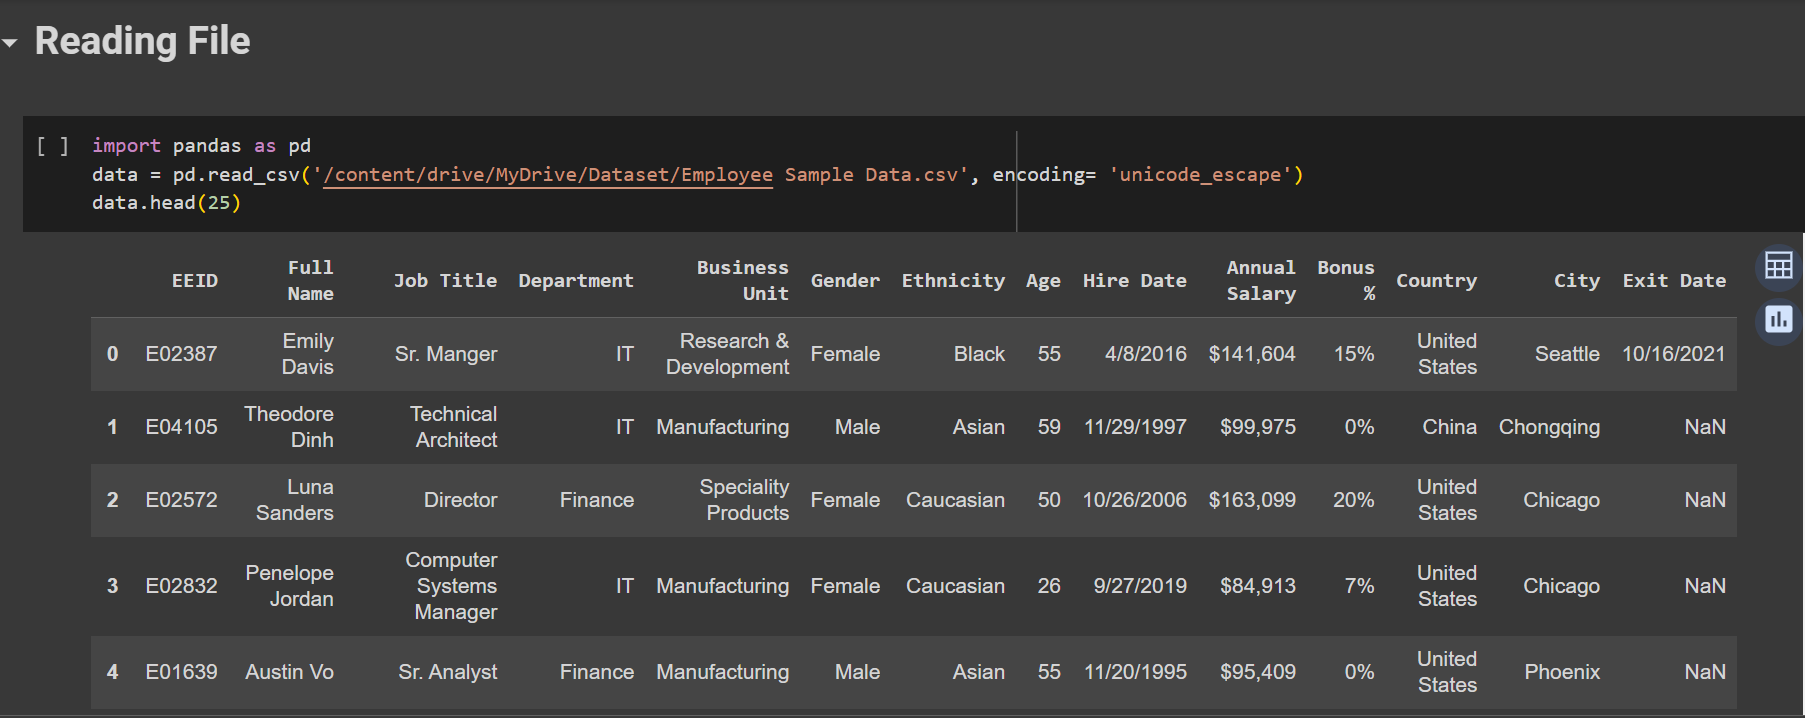 Reading File
[ ] import pandas as pd
data = pd.read_csv('/content/drive/MyDrive/Dataset/Employee Sample Data.csv', encoding= 'unicode_escape')
data.head(25)
EEID Full Name Job Title Department Business Unit Gender Ethnicity Age Hire Date Annual Salary Bonus % Country City Exit Date
0 E02387 Emily Davis Sr. Manger IT Research & Development Female Black 55 4/8/2016 $141,604 15% United States Seattle 10/16/2021
1 E04105 Theodore Dinh Technical Architect IT Manufacturing Male Asian 59 11/29/1997 $99,975 0% China Chongqing NaN
2 E02572 Luna Sanders Director Finance Speciality Products Female Caucasian 50 10/26/2006 $163,099 20% United States Chicago NaN
3 E02832 Penelope Jordan Computer Systems Manager IT Manufacturing Female Caucasian 26 9/27/2019 $84,913 7% United States Chicago NaN
4 E01639 Austin Vo Sr. Analyst Finance Manufacturing Male Asian 55 11/20/1995 $95,409 0% United States Phoenix NaN